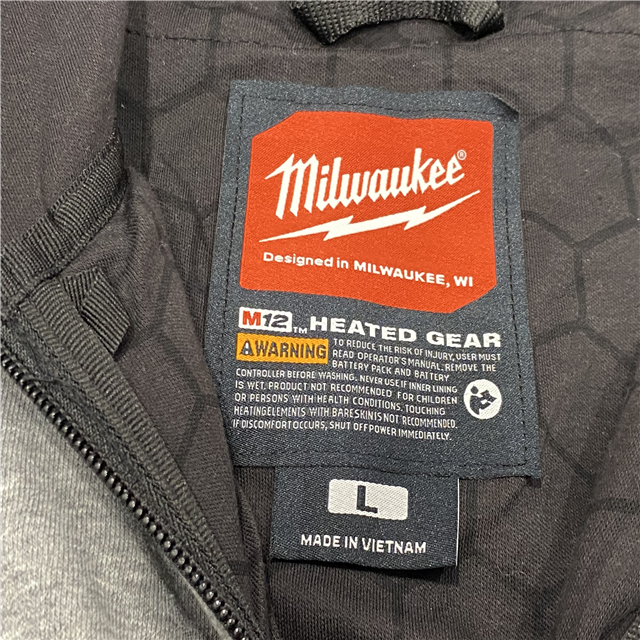 Milwaukee®
Designed in MILWAUKEE, WI
M12™ HEATED GEAR
WARNING TO REDUCE THE RISK OF INJURY, USER MUST
READ OPERATOR'S MANUAL. REMOVE THE
BATTERY PACK AND BATTERY
CONTROLLER BEFORE WASHING. NEVER USE IF INNER LINING
IS WET. PRODUCT NOT RECOMMENDED FOR CHILDREN
OR PERSONS WITH HEALTH CONDITIONS. TOUCHING
HEATING ELEMENTS WITH BARE SKIN IS NOT RECOMMENDED.
IF DISCOMFORT OCCURS, SHUT OFF POWER IMMEDIATELY.
L
MADE IN VIETNAM